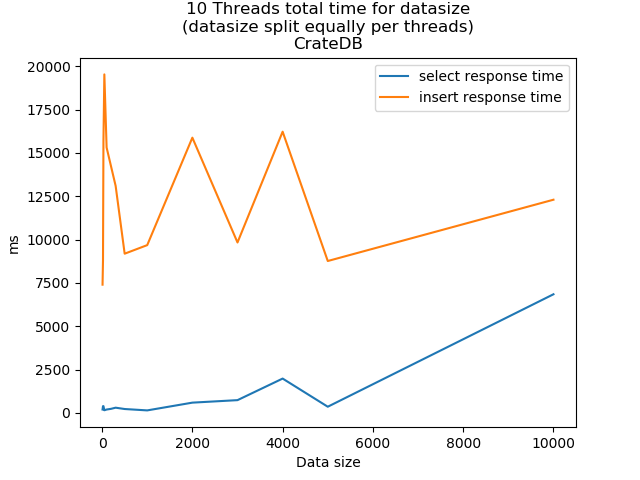 10 Threads total time for datasize
(datasize split equally per threads)
CrateDB
select response time
insert response time
20000
17500
15000
12500
10000
7500
5000
2500
0
ms
0 2000 4000 6000 8000 10000
Data size